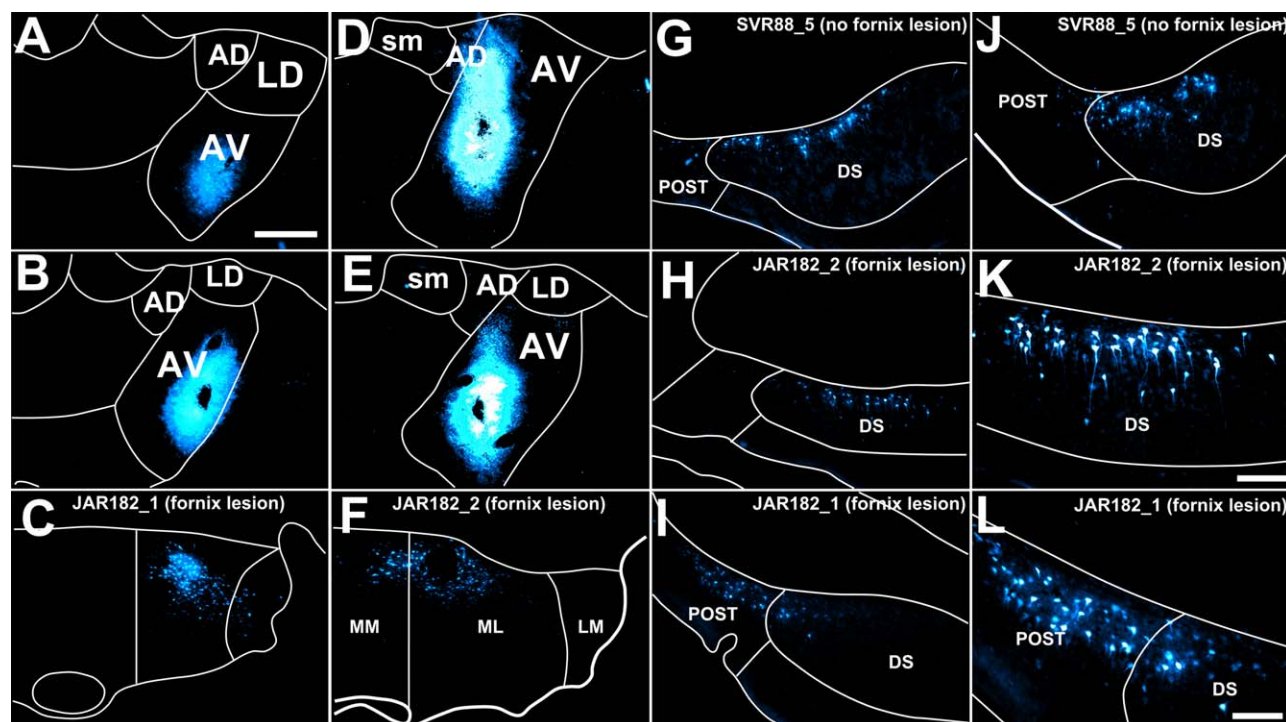 A
AD
LD
AV
D
sm
AD
AV
G
SVR88_5 (no fornix lesion)
POST
DS
J
SVR88_5 (no fornix lesion)
POST
DS
B
AD
LD
AV
E
sm
AD
LD
AV
H
JAR182_2 (fornix lesion)
DS
K
JAR182_2 (fornix lesion)
DS
C
JAR182_1 (fornix lesion)
F
JAR182_2 (fornix lesion)
MM
ML
LM
I
JAR182_1 (fornix lesion)
POST
DS
L
JAR182_1 (fornix lesion)
POST
DS